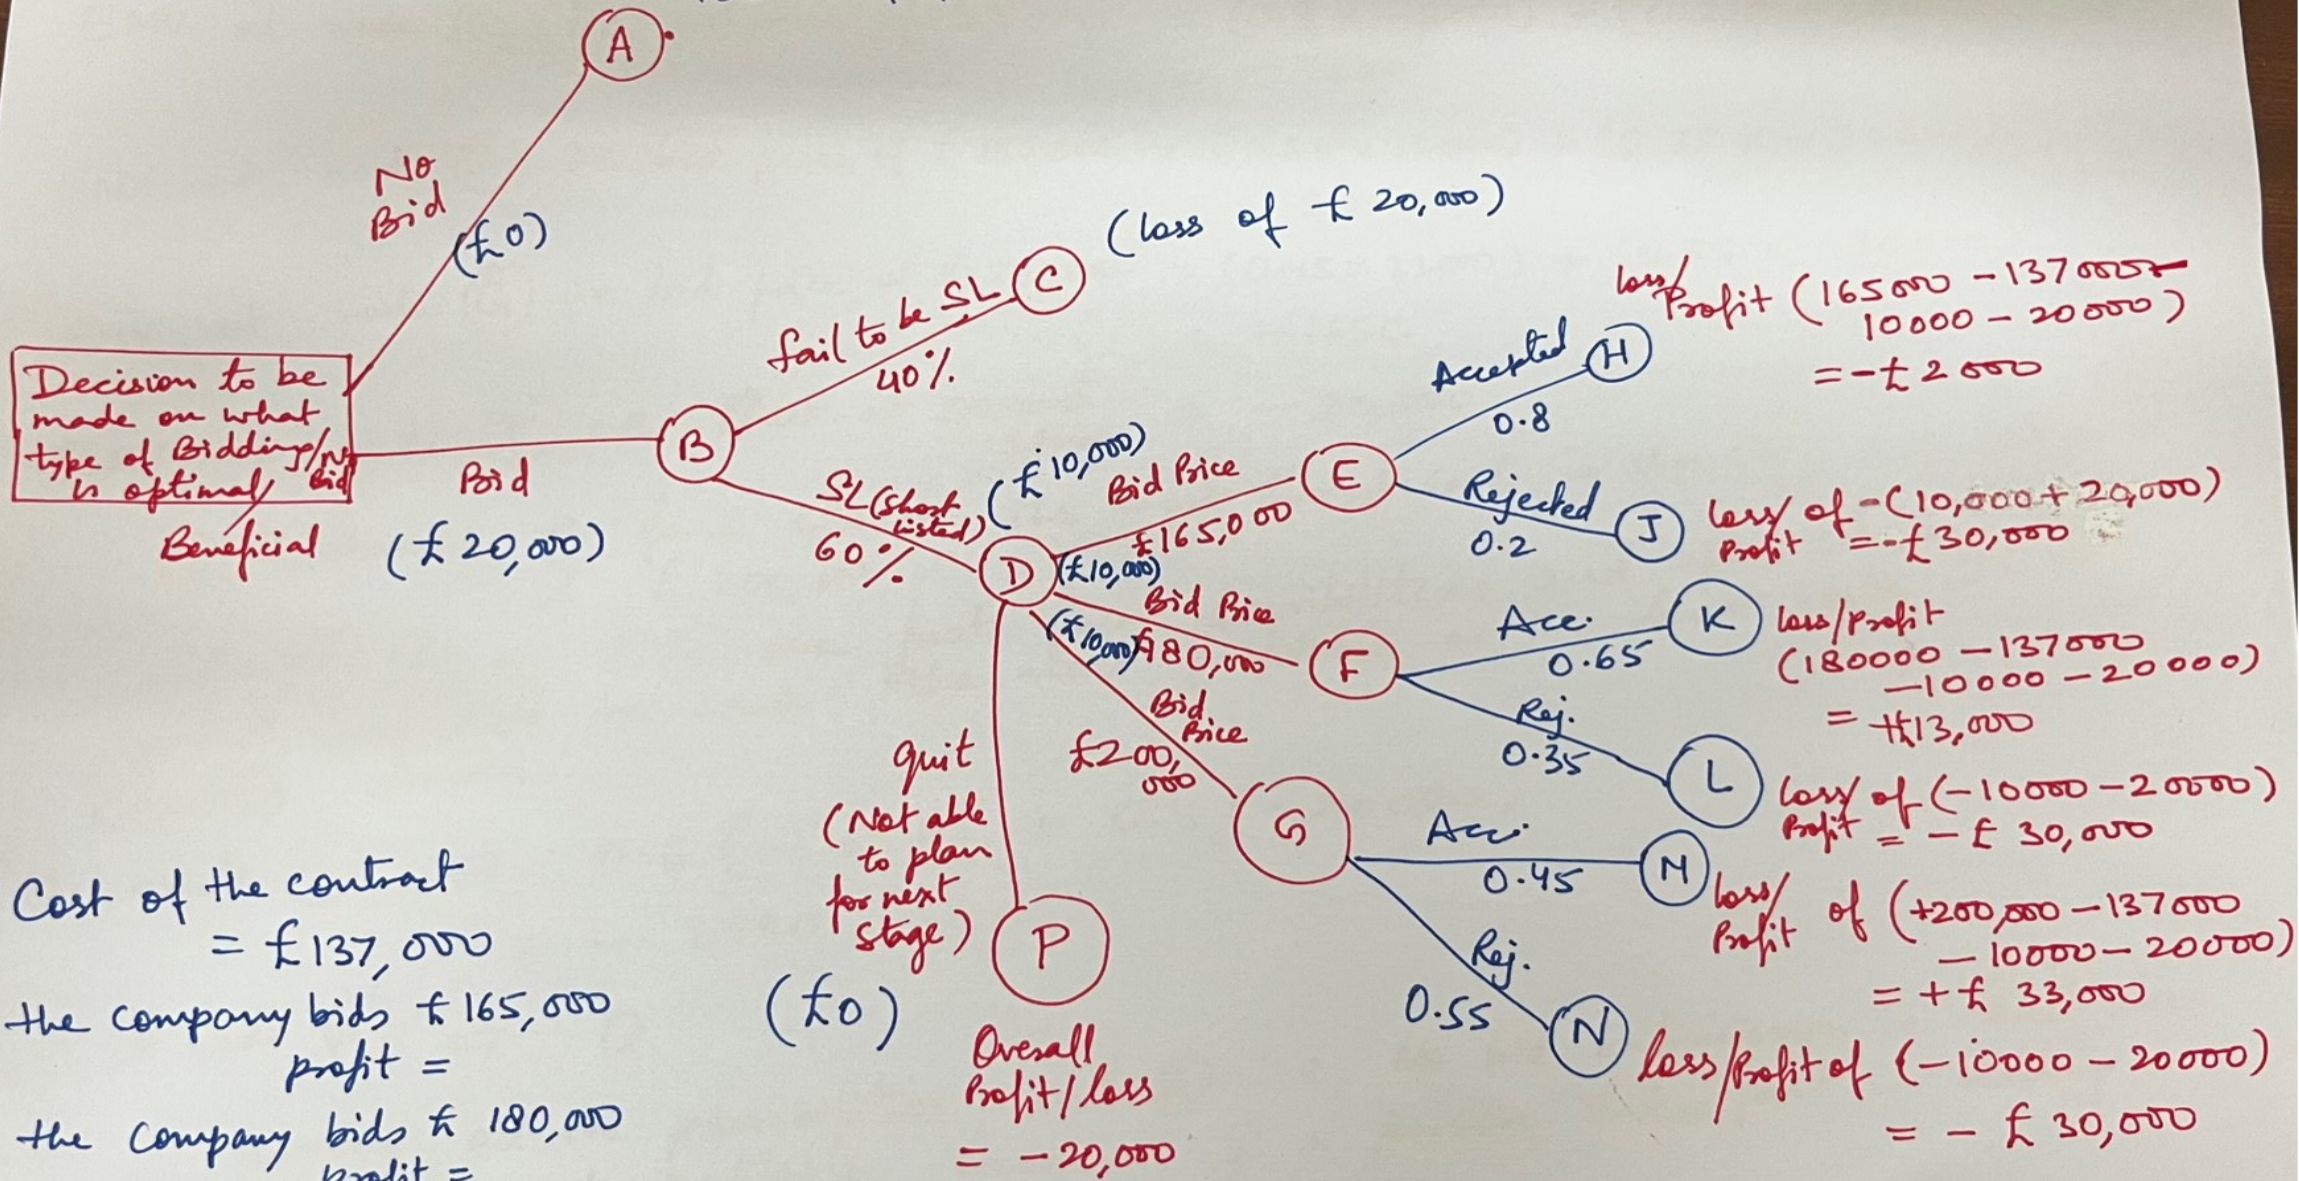 A
No
Bid
(£0)
Decision to be
made on what
type of Bidding/No
is optimal/ Bid
Beneficial
Bid
(£20,000)
B
fail to be SL
40%
C
(loss of £ 20,000)
SL (Short
listed)
60%
D
(£10,000)
Bid Price
£165,000
E
Accepted
0.8
H
loss/
Profit (165000 - 137000 -
10000 - 20000)
= - £ 2000
Rejected
0.2
J
loss/ of -(10,000 + 20,000)
Profit = - £30,000
(£10,000)
Bid Price
£180,000
F
Acc.
0.65
K
loss/Profit
(180000 - 137000
- 10000 - 20000)
= +£13,000
Rej.
0.35
L
loss/ of (-10000 - 20000)
Profit = - £ 30,000
(£10,000)
Bid
Price
£200,
000
G
Acc.
0.45
M
loss/
Profit of (+200,000 - 137000
- 10000 - 20000)
= + £ 33,000
Rej.
0.55
N
loss/Profit of (-10000 - 20000)
= - £ 30,000
quit
(Not able
to plan
for next
stage)
(£0)
P
Overall
Profit/loss
= - 20,000
Cost of the contract
= £137,000
the company bids £ 165,000
profit =
the company bids £ 180,000
profit =